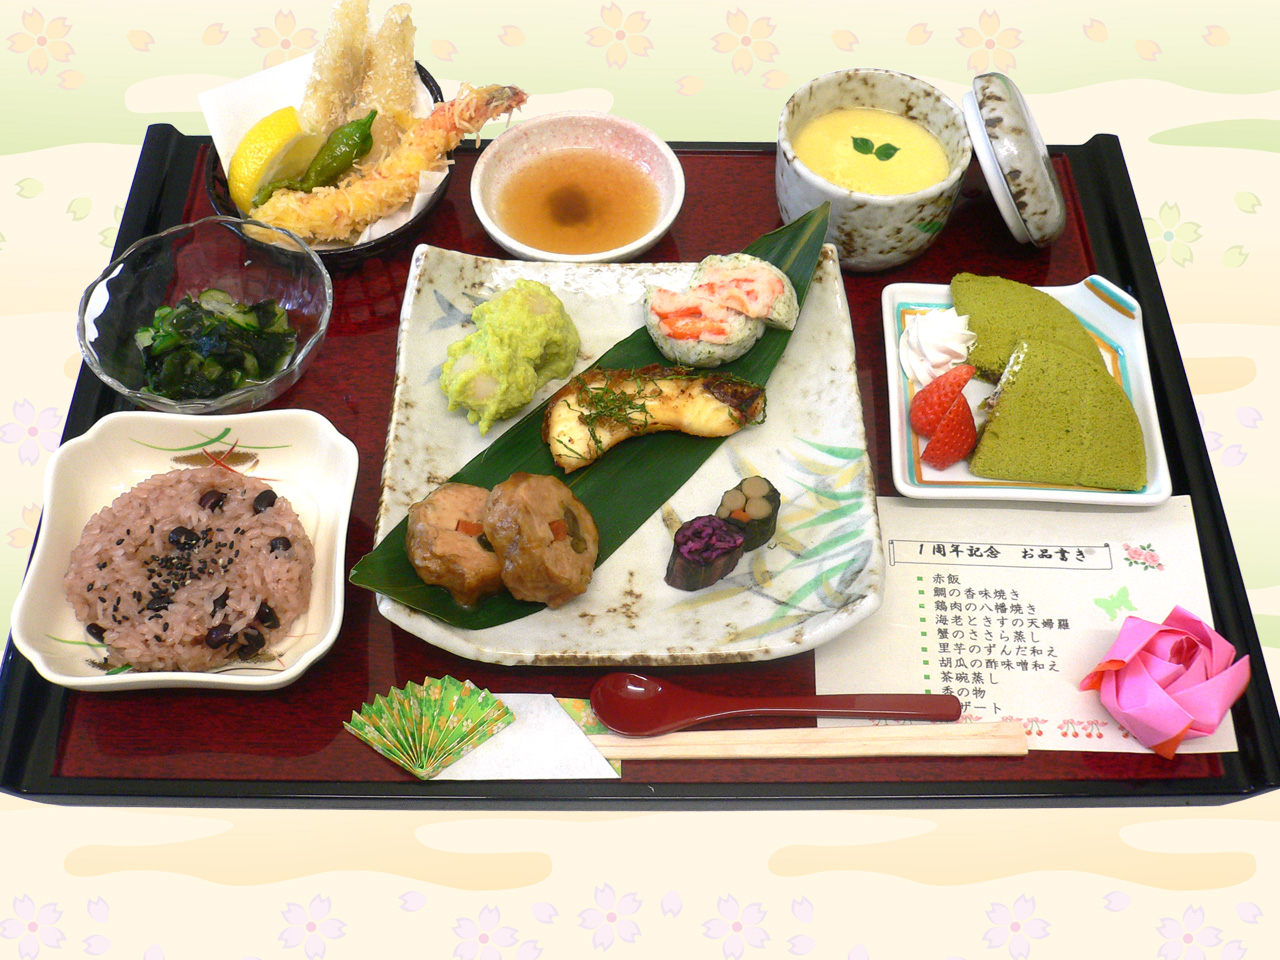 1周年記念　お品書き
赤飯
鯛の香味焼き
鶏肉の八幡焼き
海老ときすの天婦羅
蟹のささら蒸し
里芋のずんだ和え
胡瓜の酢味噌和え
茶碗蒸し
香の物
ザート